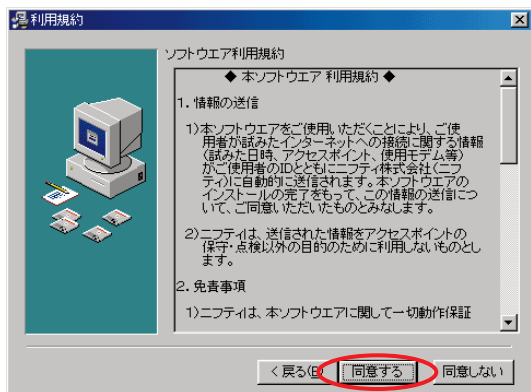 利用規約
ソフトウエア利用規約
◆ 本ソフトウエア 利用規約 ◆
1. 情報の送信
1)本ソフトウエアをご使用いただくことにより、ご使
用者が試みたインターネットへの接続に関する情報
(試みた日時、アクセスポイント、使用モデム等)
がご使用者のIDとともにニフティ株式会社(ニフ
ティ)に自動的に送信されます。本ソフトウエアの
インストールの完了をもって、この情報の送信につ
いて、ご同意いただいたものとみなします。
2)ニフティは、送信された情報をアクセスポイントの
保守・点検以外の目的のために利用しないものとし
ます。
2. 免責事項
1)ニフティは、本ソフトウエアに関して一切動作保証
< 戻る(B) 同意する 同意しない